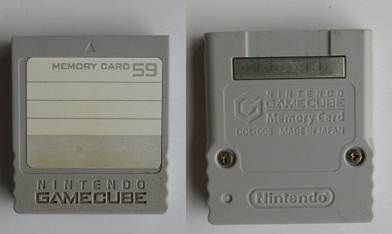 MEMORY CARD 59
NINTENDO
GAMECUBE
NINTENDO
GAMECUBE
Memory Card
DOL-008 MADE IN JAPAN
Nintendo